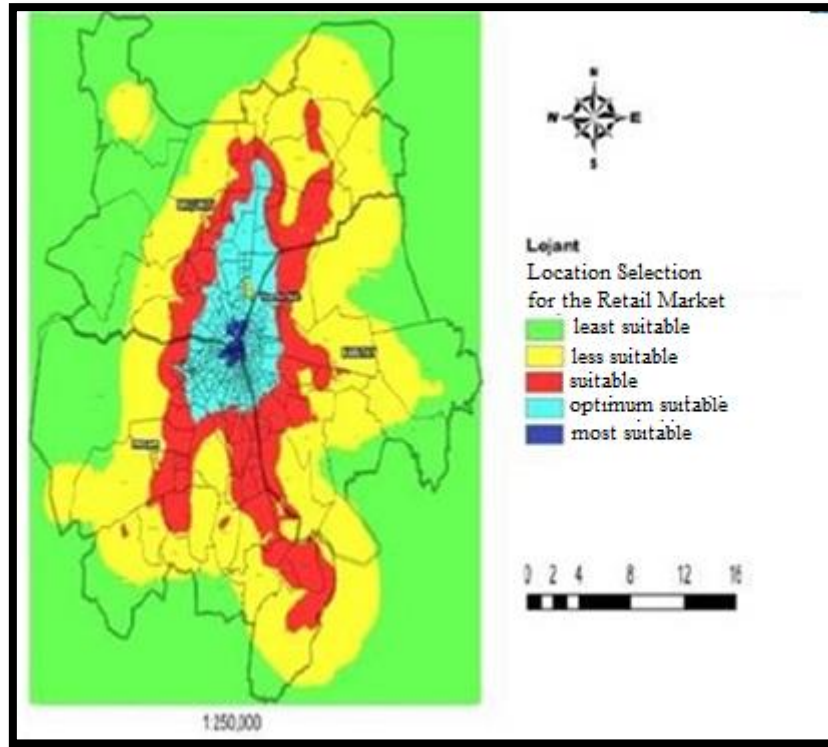 N
W E
S
Lejant
Location Selection
for the Retail Market
least suitable
less suitable
suitable
optimum suitable
most suitable
0 2 4 8 12 16
1:250,000